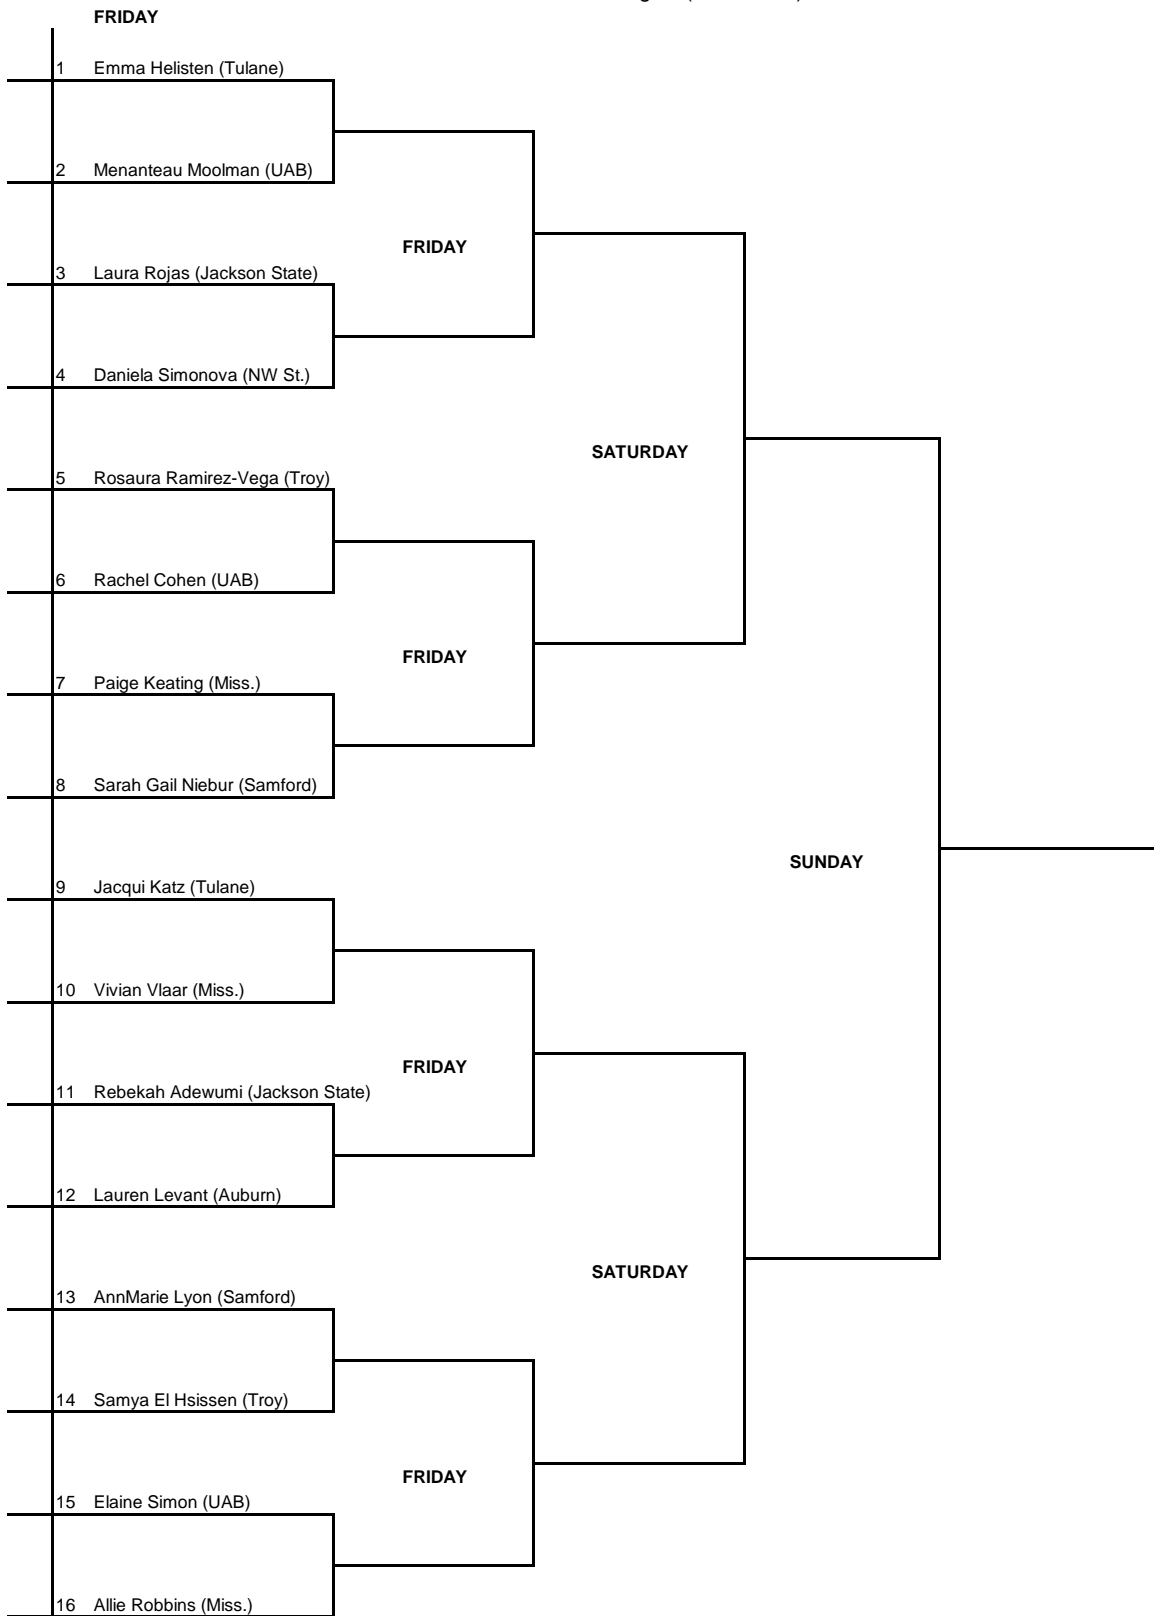 FRIDAY
1 Emma Helisten (Tulane)
2 Menanteau Moolman (UAB)
FRIDAY
3 Laura Rojas (Jackson State)
4 Daniela Simonova (NW St.)
SATURDAY
5 Rosaura Ramirez-Vega (Troy)
6 Rachel Cohen (UAB)
FRIDAY
7 Paige Keating (Miss.)
8 Sarah Gail Niebur (Samford)
SUNDAY
9 Jacqui Katz (Tulane)
10 Vivian Vlaar (Miss.)
FRIDAY
11 Rebekah Adewumi (Jackson State)
12 Lauren Levant (Auburn)
SATURDAY
13 AnnMarie Lyon (Samford)
14 Samya El Hsissen (Troy)
FRIDAY
15 Elaine Simon (UAB)
16 Allie Robbins (Miss.)